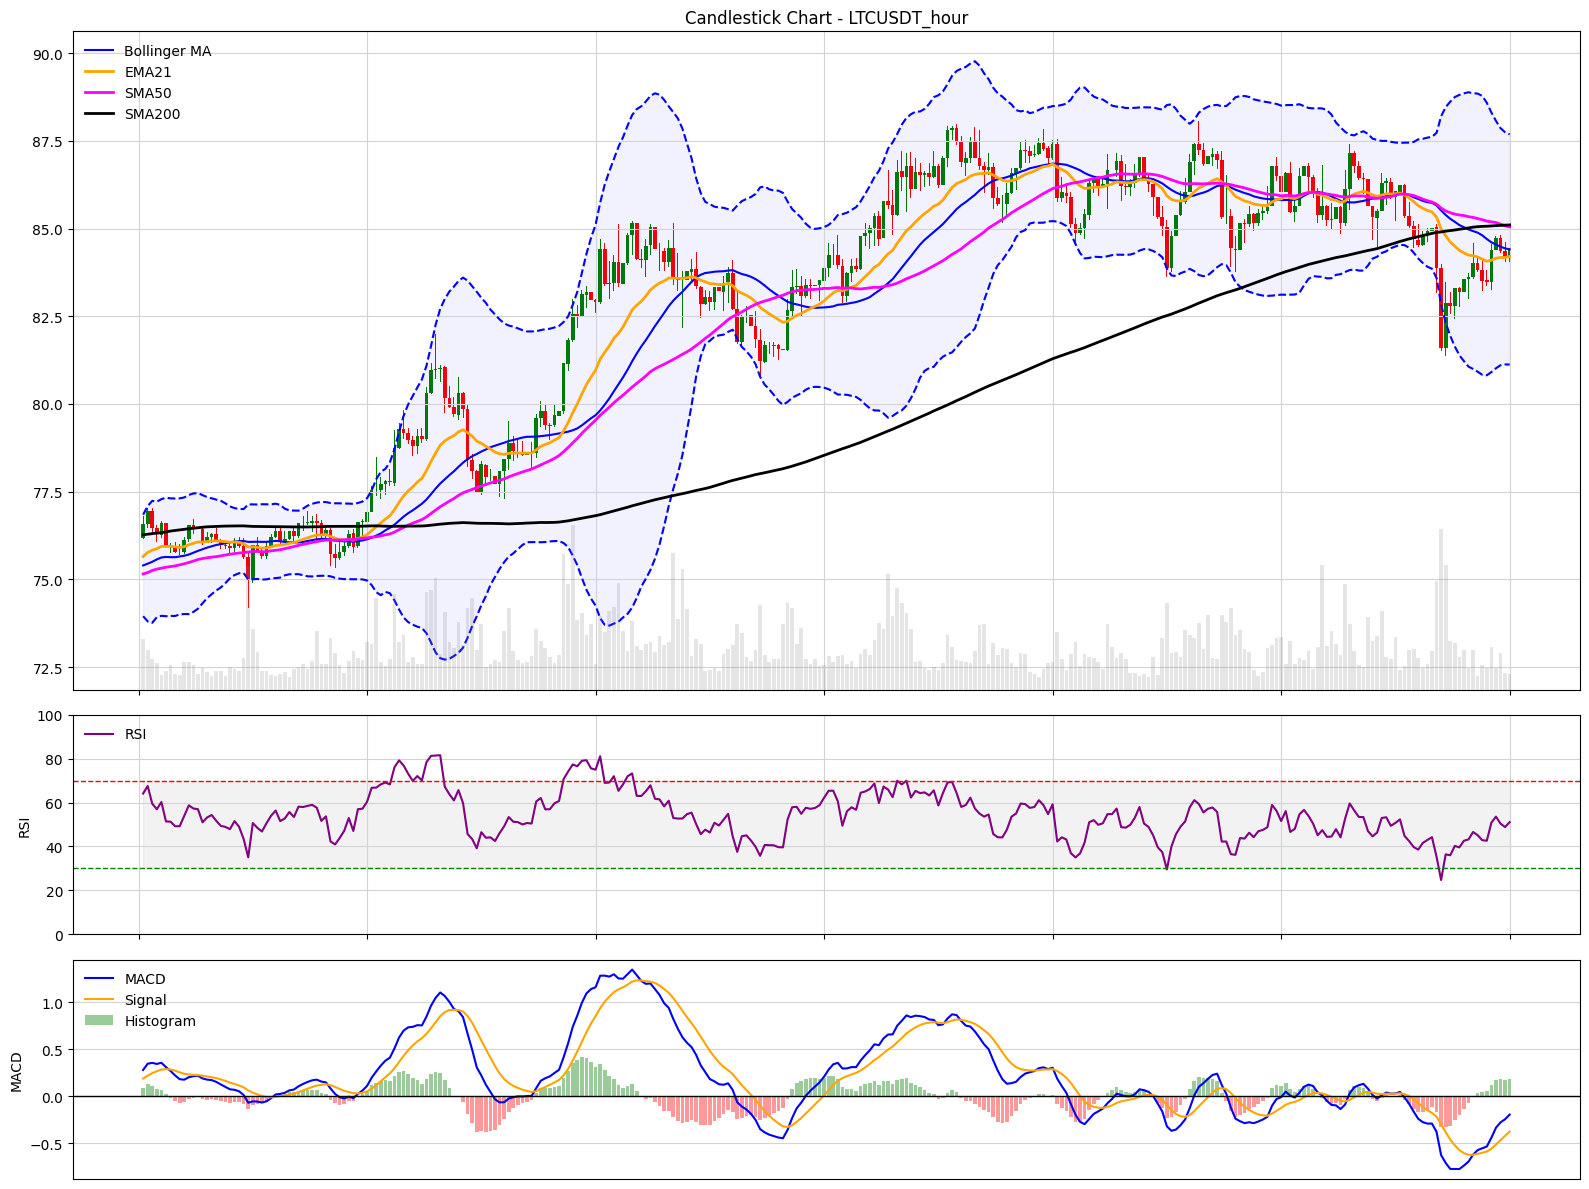 Candlestick Chart - LTCUSDT_hour
Bollinger MA
EMA21
SMA50
SMA200
90.0
87.5
85.0
82.5
80.0
77.5
75.0
72.5
RSI
100
80
60
40
20
0
RSI
MACD
Signal
Histogram
1.0
0.5
0.0
−0.5
MACD